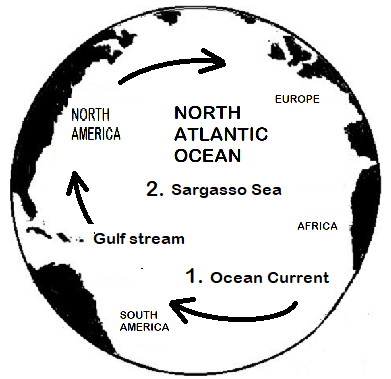 NORTH
AMERICA
NORTH
ATLANTIC
OCEAN
EUROPE
2. Sargasso Sea
Gulf stream
AFRICA
1. Ocean Current
SOUTH
AMERICA